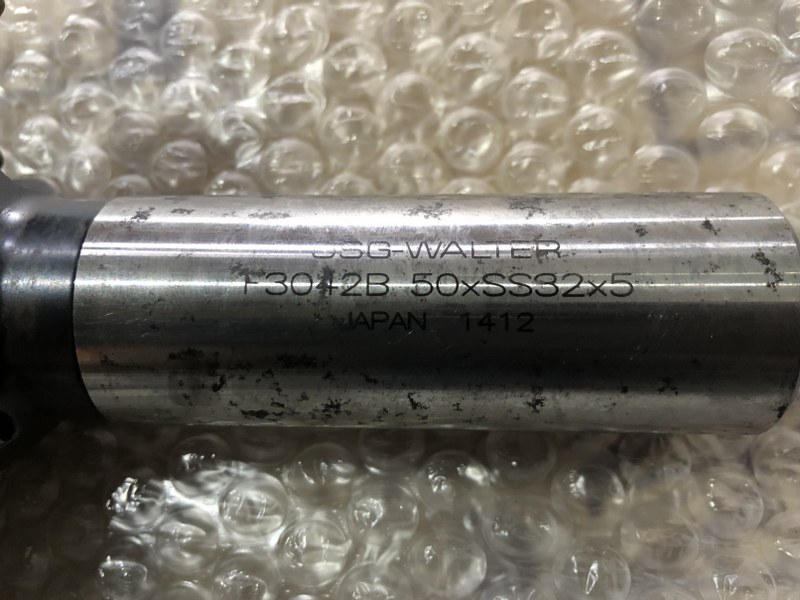 OSG-WALTER
F3042B 50xSS32x5
JAPAN 1412